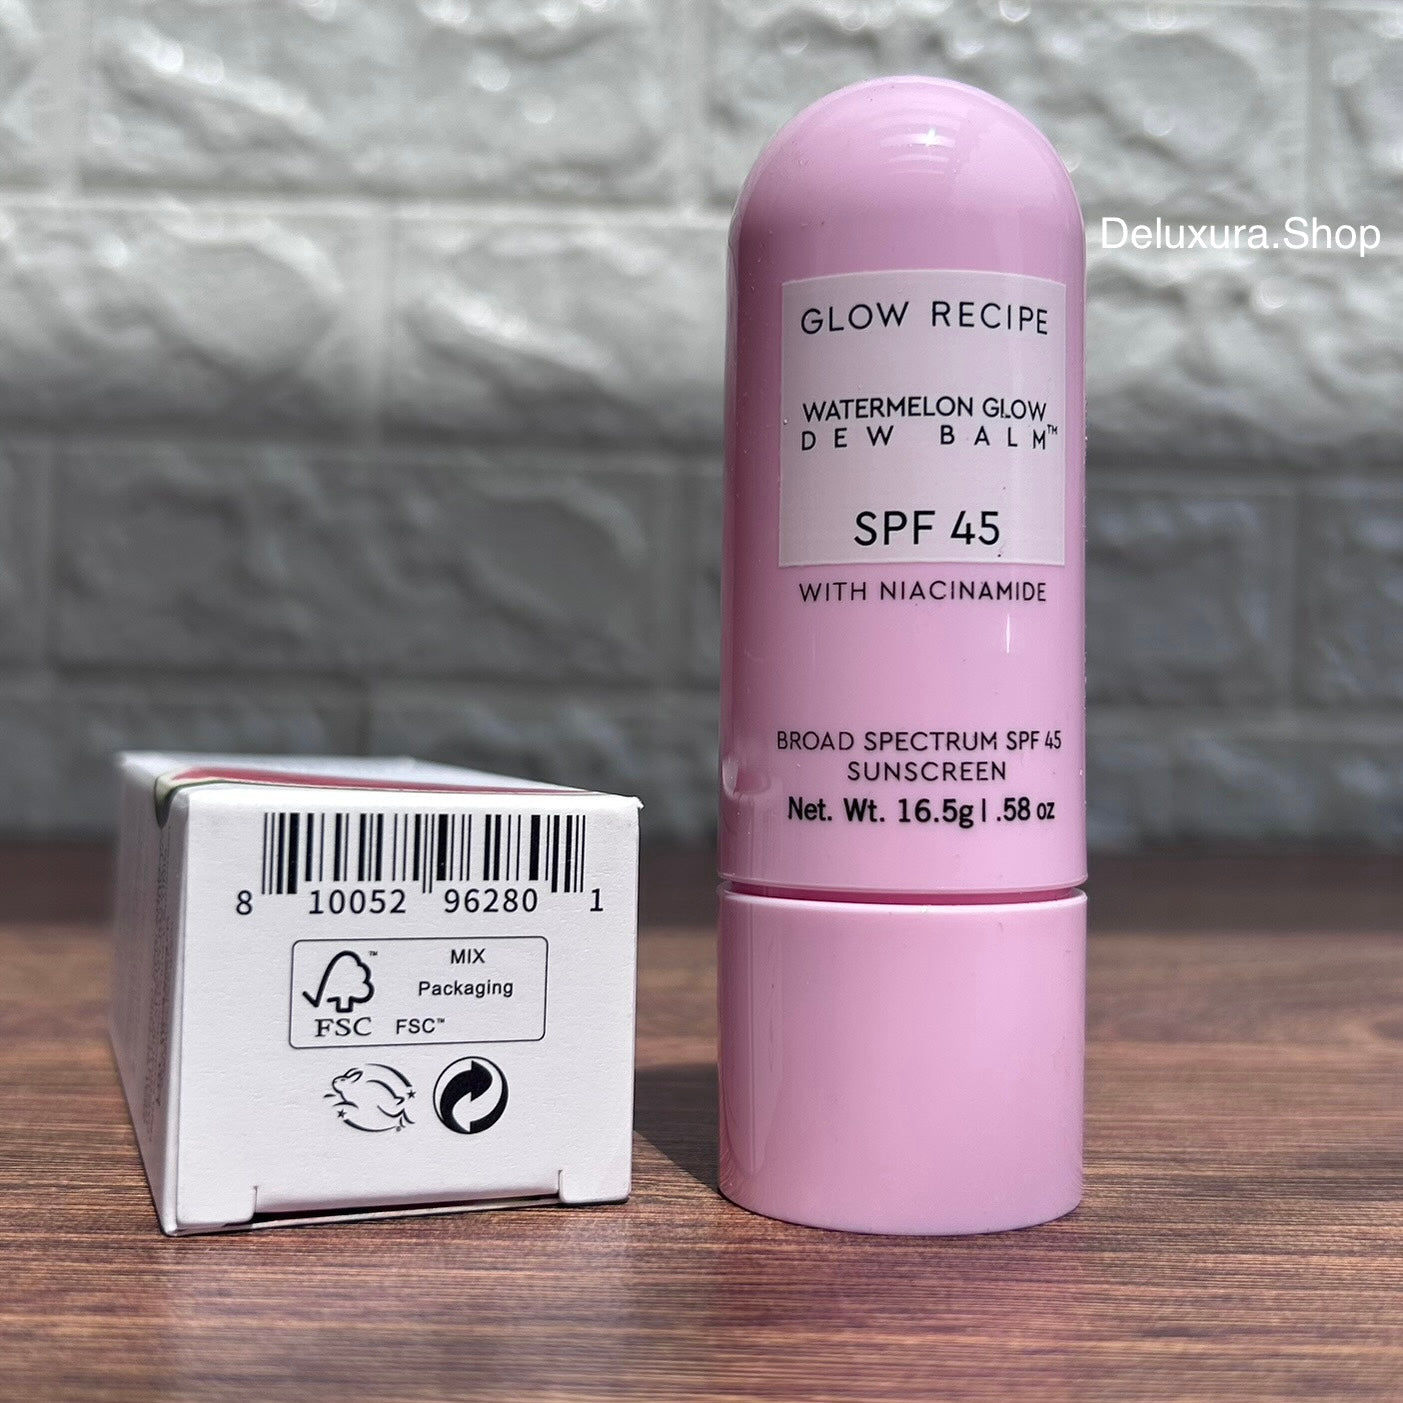 Deluxura.Shop
GLOW RECIPE
WATERMELON GLOW
DEW BALM™
SPF 45
WITH NIACINAMIDE
BROAD SPECTRUM SPF 45
SUNSCREEN
Net. Wt. 16.5g | .58 oz
8 10052 96280 1
MIX
Packaging
FSC FSC™